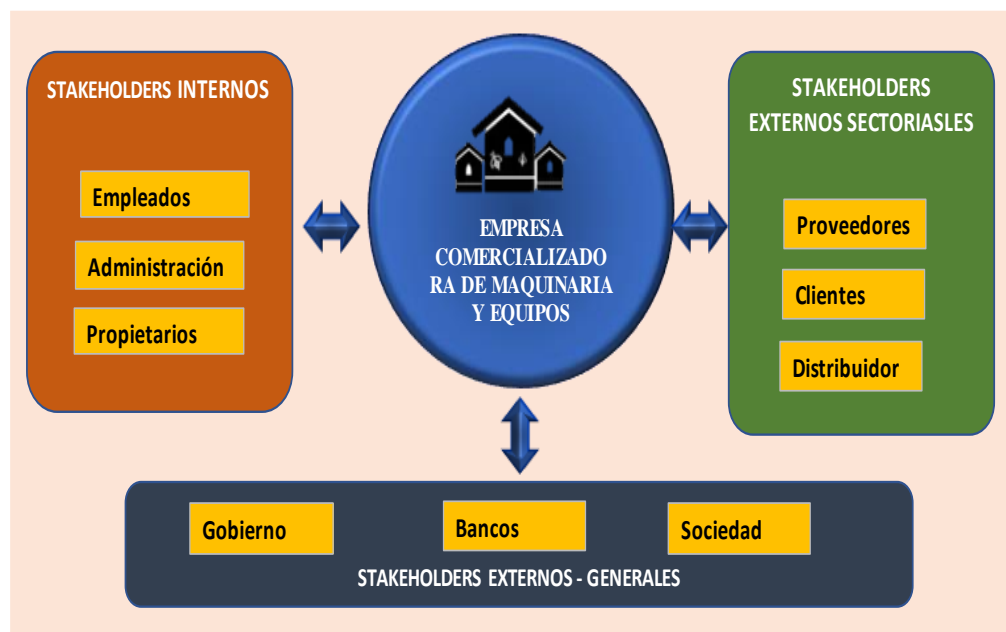 STAKEHOLDERS INTERNOS
Empleados
Administración
Propietarios
EMPRESA
COMERCIALIZADO
RA DE MAQUINARIA
Y EQUIPOS
STAKEHOLDERS
EXTERNOS SECTORIASLES
Proveedores
Clientes
Distribuidor
Gobierno
Bancos
Sociedad
STAKEHOLDERS EXTERNOS - GENERALES